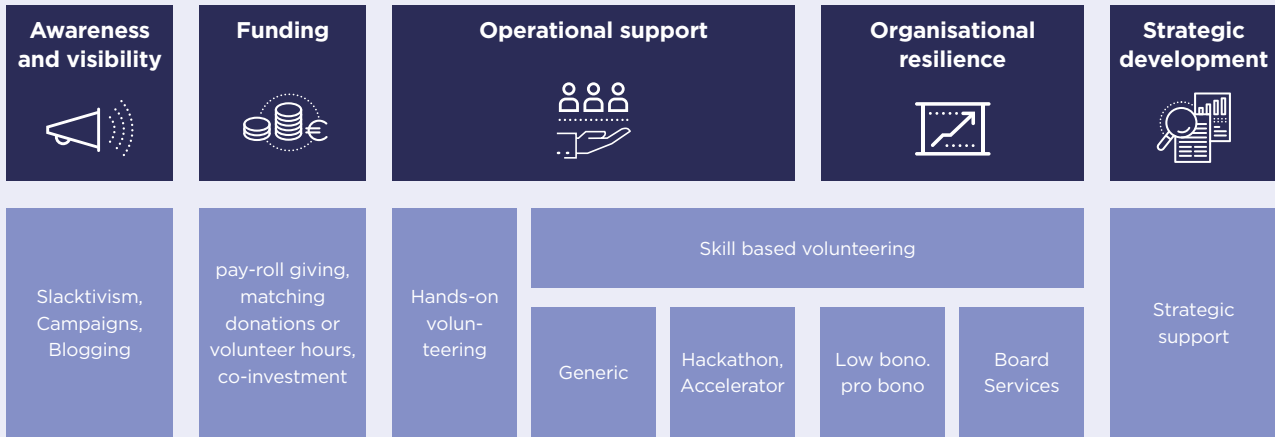 Awareness
and visibility
Funding
Operational support
Organisational
resilience
Strategic
development
€
Slacktivism,
Campaigns,
Blogging
pay-roll giving,
matching
donations or
volunteer hours,
co-investment
Hands-on
volun-
teering
Skill based volunteering
Generic
Hackathon,
Accelerator
Low bono.
pro bono
Board
Services
Strategic
support